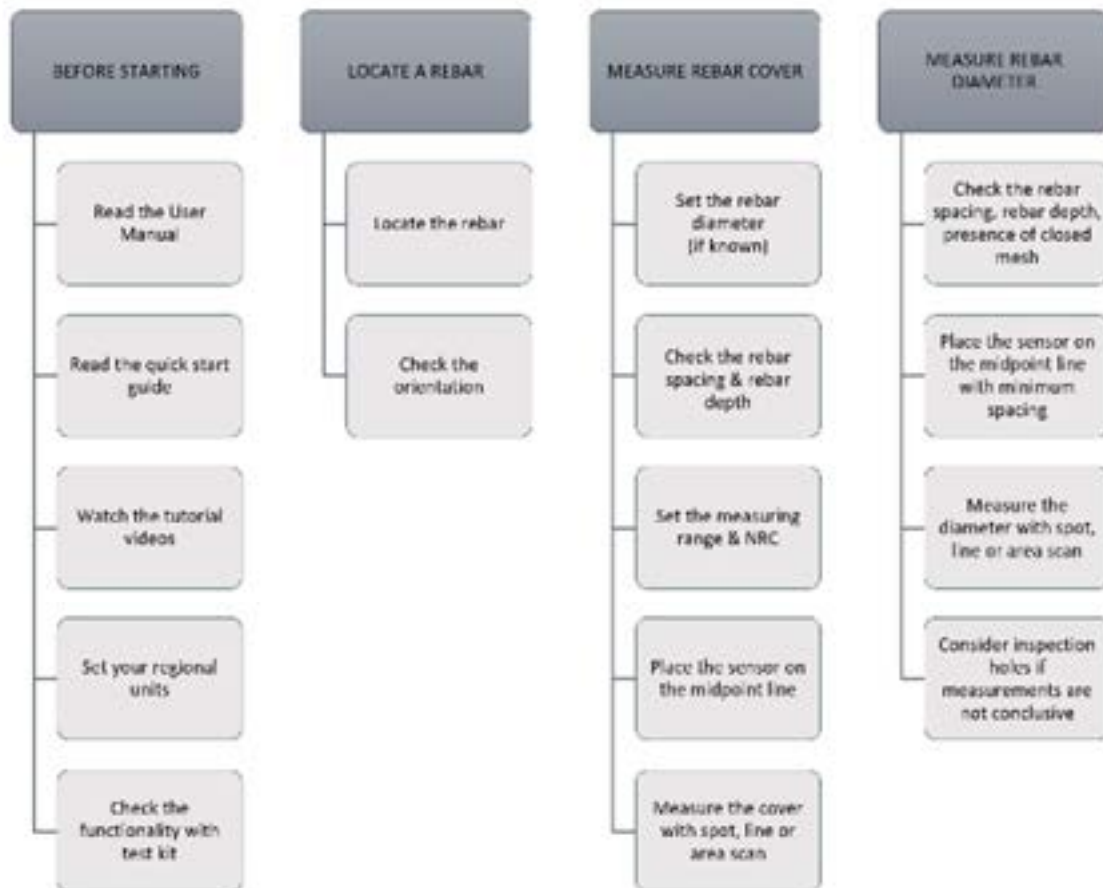 BEFORE STARTING
Read the User
Manual
Read the quick start
guide
Watch the tutorial
videos
Set your regional
units
Check the
functionality with
test kit
LOCATE A REBAR
Locate the rebar
Check the
orientation
MEASURE REBAR COVER
Set the rebar
diameter
(if known)
Check the rebar
spacing & rebar
depth
Set the measuring
range & NRC
Place the sensor on
the midpoint line
Measure the cover
with spot, line or
area scan
MEASURE REBAR
DIAMETER
Check the rebar
spacing, rebar depth,
presence of closed
mesh
Place the sensor on
the midpoint line
with minimum
spacing
Measure the
diameter with spot,
line or area scan
Consider inspection
holes if
measurements are
not conclusive